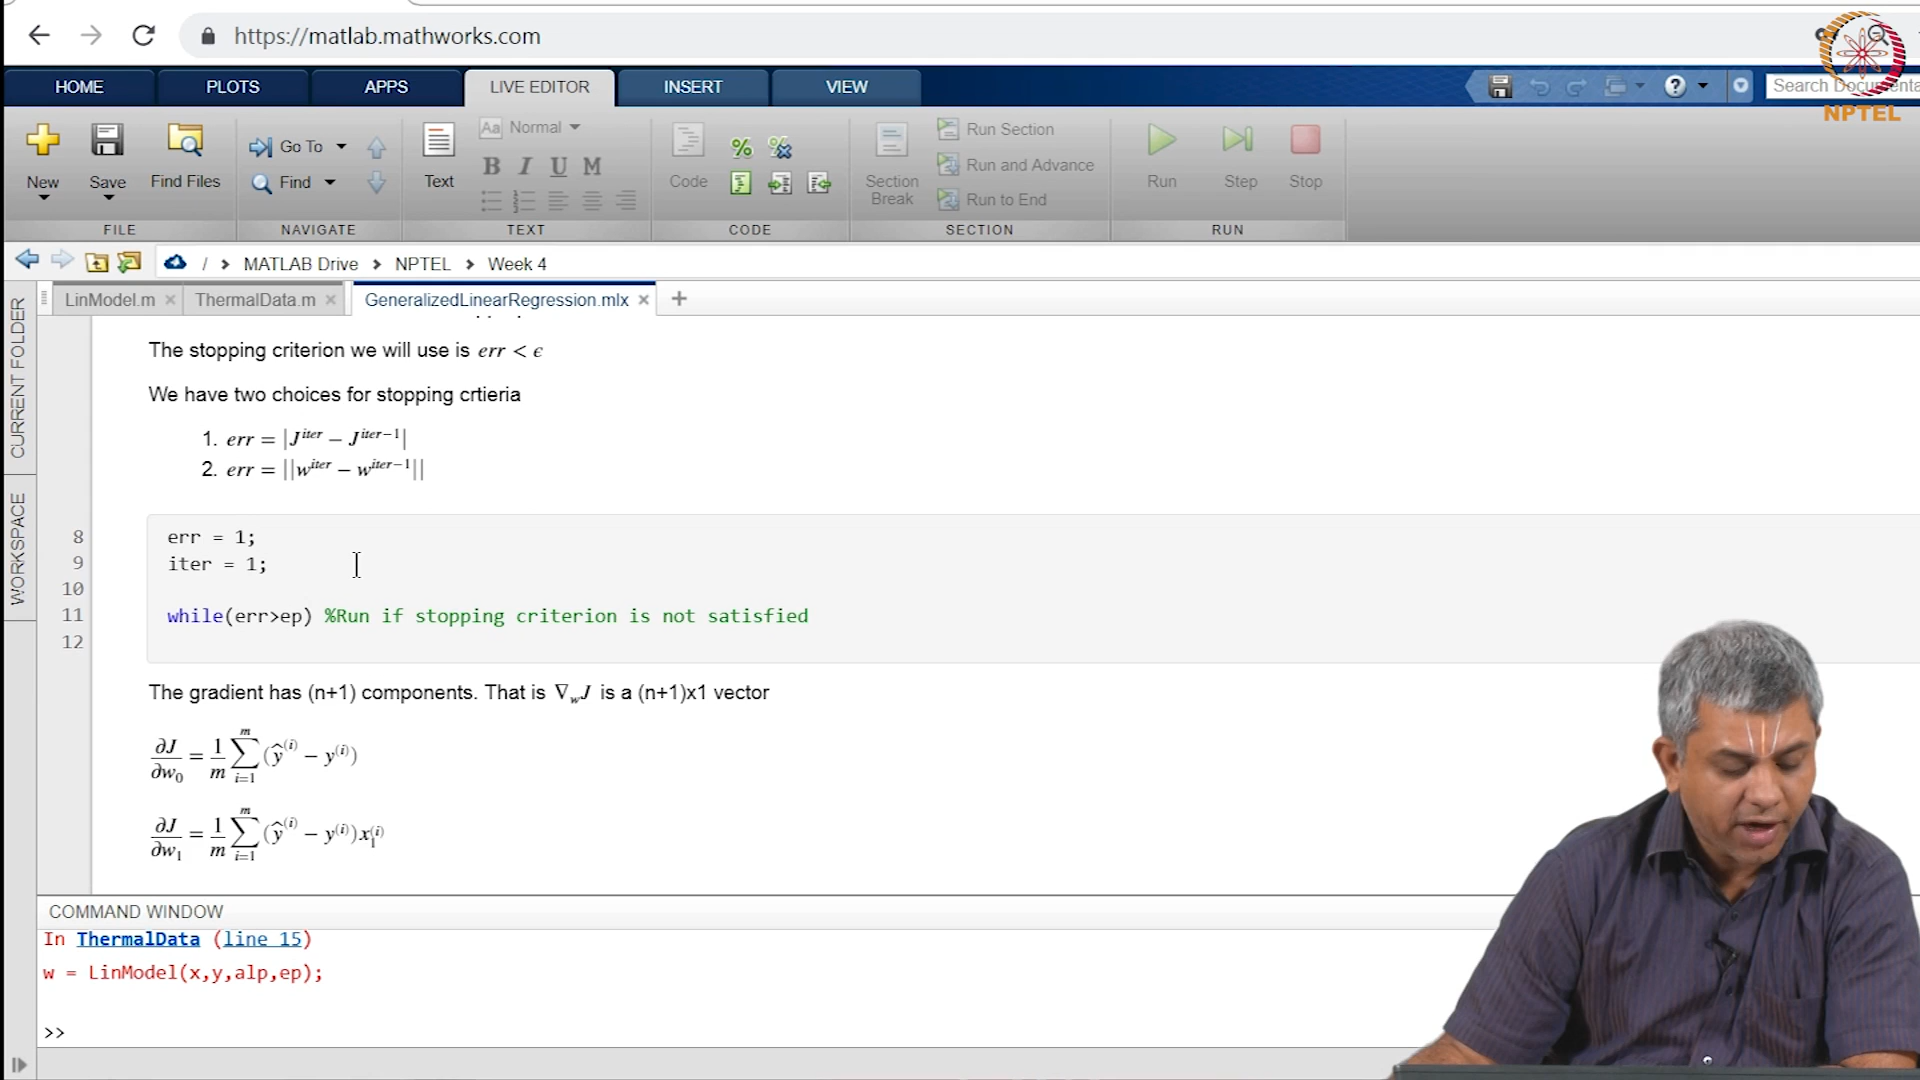 https://matlab.mathworks.com
NPTEL
HOME PLOTS APPS LIVE EDITOR INSERT VIEW
Search Documenta
New Save Find Files Go To Find Text Aa Normal B I U M Code Section Break Run Section Run and Advance Run to End Run Step Stop
FILE NAVIGATE TEXT CODE SECTION RUN
/ MATLAB Drive NPTEL Week 4
LinModel.m ThermalData.m GeneralizedLinearRegression.mlx
CURRENT FOLDER
WORKSPACE
The stopping criterion we will use is err < ϵ
We have two choices for stopping crtieria
1. err = |J^{iter} − J^{iter−1}|
2. err = ||w^{iter} − w^{iter−1}||
8 err = 1;
9 iter = 1;
10
11 while(err>ep) %Run if stopping criterion is not satisfied
12
The gradient has (n+1) components. That is ∇_w J is a (n+1)x1 vector
∂J/∂w_0 = 1/m ∑_{i=1}^{m} (ŷ^{(i)} − y^{(i)})
∂J/∂w_1 = 1/m ∑_{i=1}^{m} (ŷ^{(i)} − y^{(i)})x_1^{(i)}
COMMAND WINDOW
In ThermalData (line 15)
w = LinModel(x,y,alp,ep);
>>